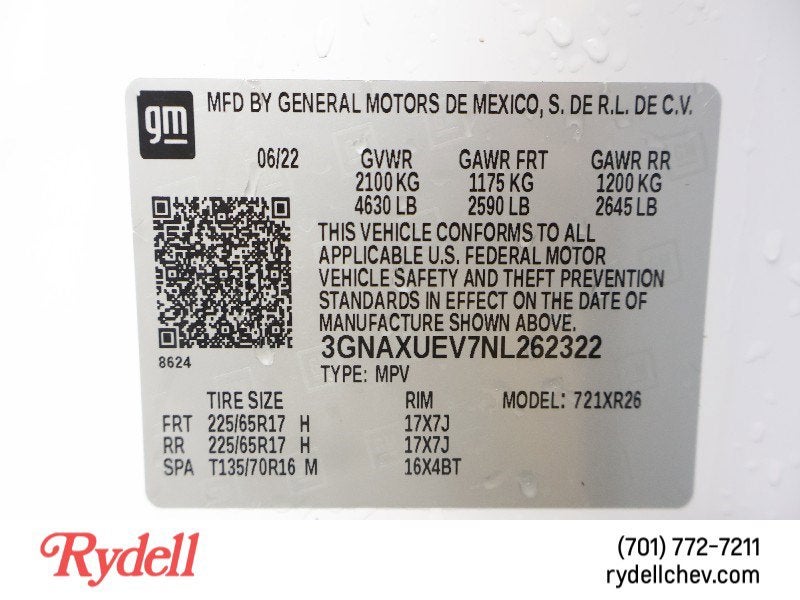 gm MFD BY GENERAL MOTORS DE MEXICO, S. DE R.L. DE C.V.
06/22 GVWR GAWR FRT GAWR RR
2100 KG 1175 KG 1200 KG
4630 LB 2590 LB 2645 LB
THIS VEHICLE CONFORMS TO ALL
APPLICABLE U.S. FEDERAL MOTOR
VEHICLE SAFETY AND THEFT PREVENTION
STANDARDS IN EFFECT ON THE DATE OF
MANUFACTURE SHOWN ABOVE.
8624
3GNAXUEV7NL262322
TYPE: MPV
TIRE SIZE RIM MODEL: 721XR26
FRT 225/65R17 H 17X7J
RR 225/65R17 H 17X7J
SPA T135/70R16 M 16X4BT
Rydell
(701) 772-7211
rydellchev.com